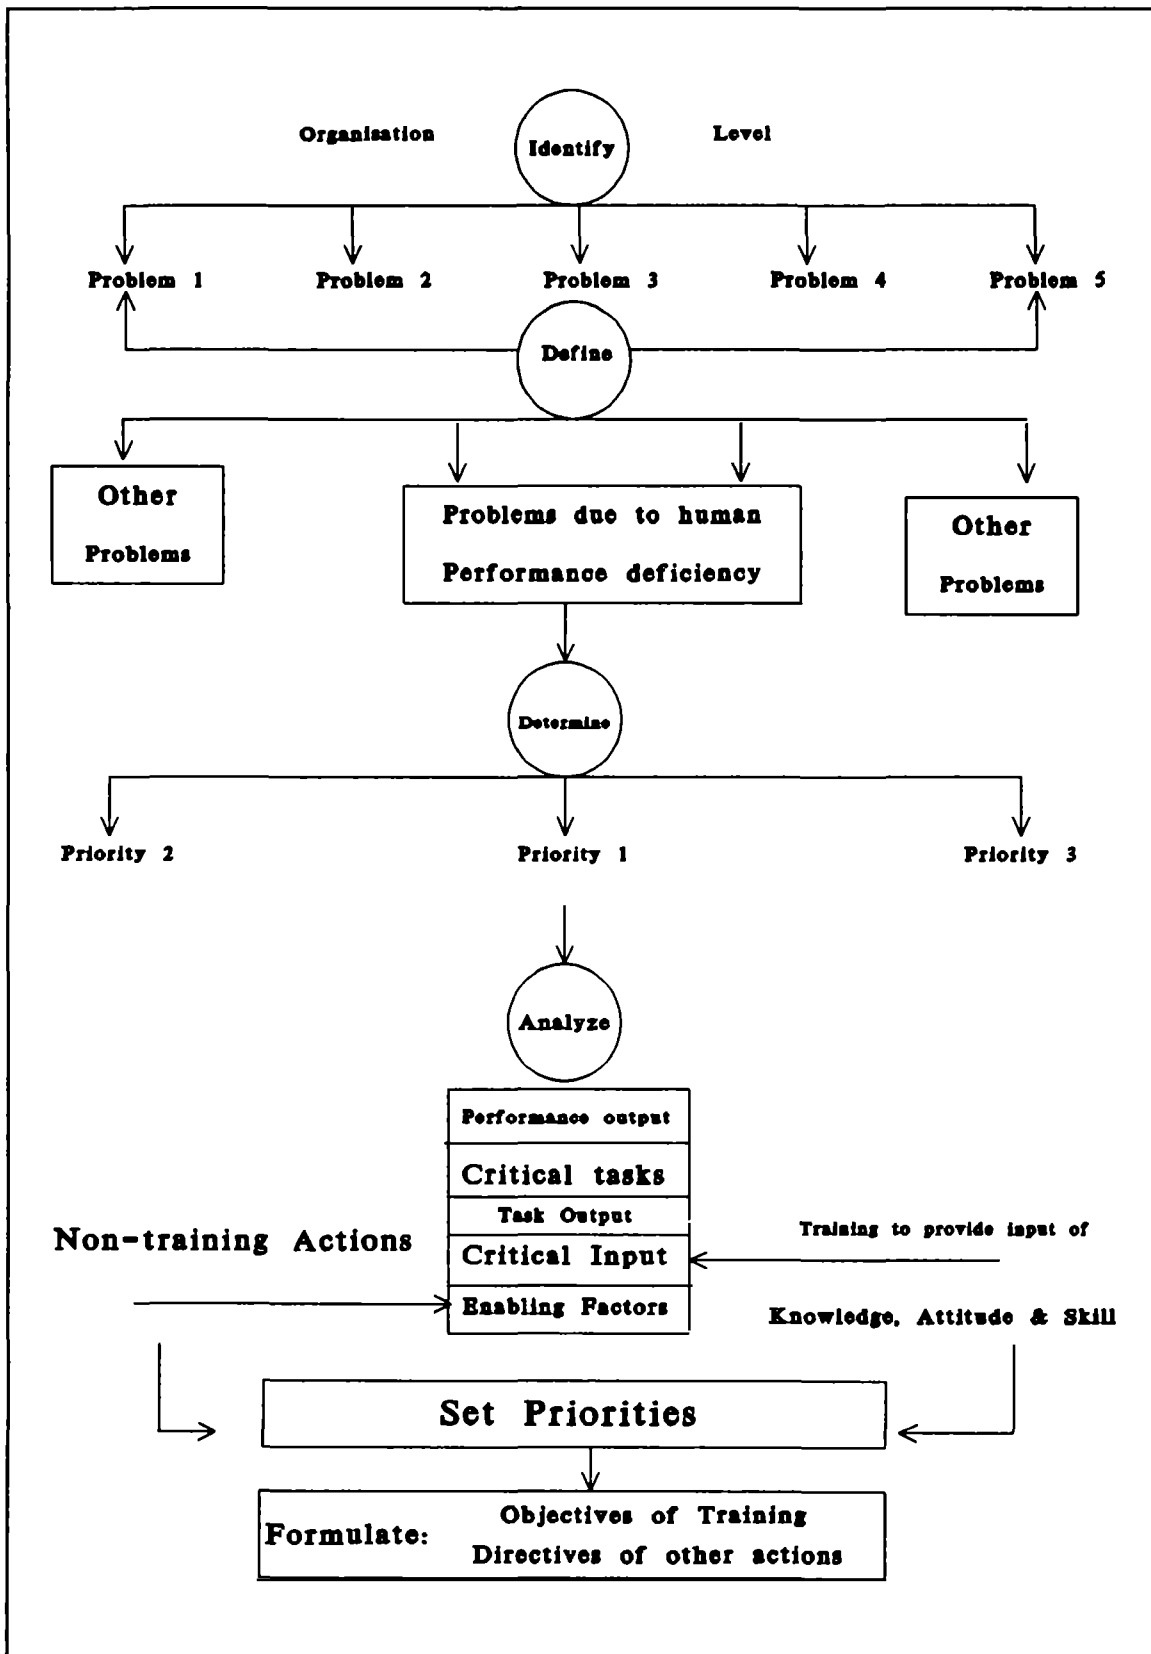 Organisation Identify Level
Problem 1 Problem 2 Problem 3 Problem 4 Problem 5
Define
Other
Problems
Problems due to human
Performance deficiency
Other
Problems
Determine
Priority 2 Priority 1 Priority 3
Analyze
Performance output
Critical tasks
Task Output
Critical Input
Enabling Factors
Non-training Actions
Training to provide input of
Knowledge, Attitude & Skill
Set Priorities
Formulate: Objectives of Training
Directives of other actions